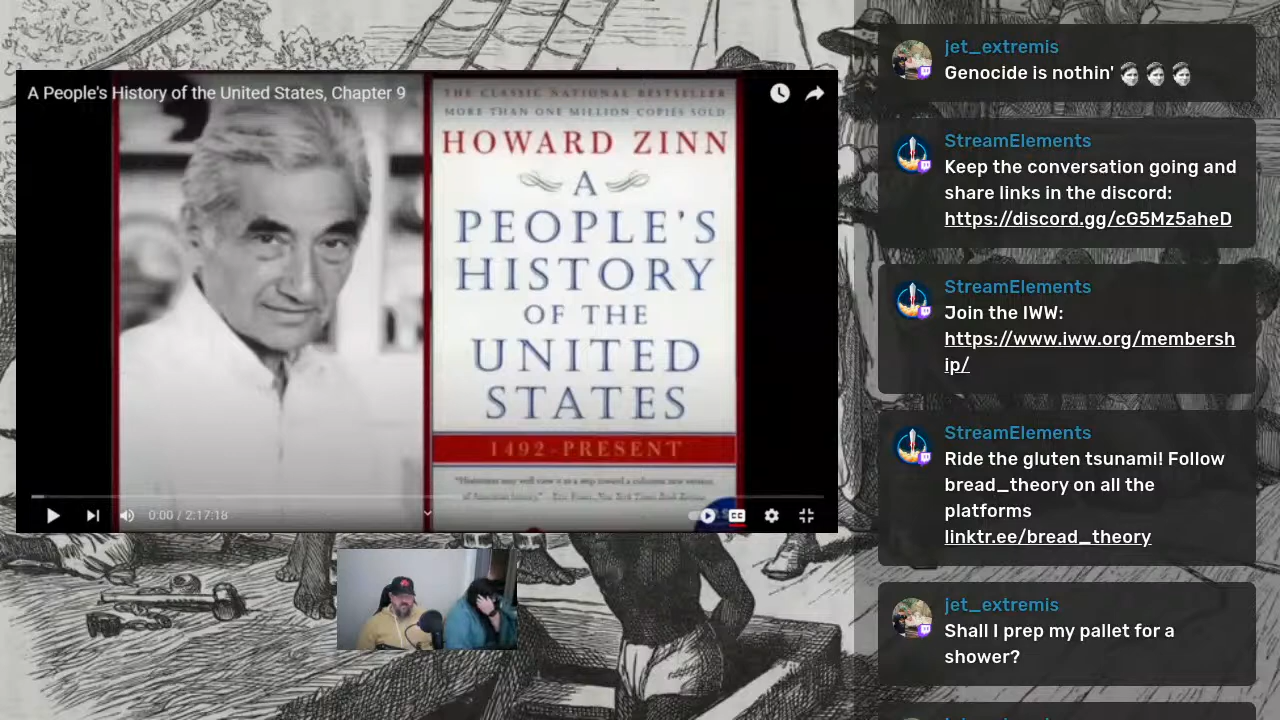 A People's History of the United States, Chapter 9
THE CLASSIC NATIONAL BESTSELLER
MORE THAN ONE MILLION COPIES SOLD
HOWARD ZINN
A
PEOPLE'S
HISTORY
OF THE
UNITED
STATES
1492-PRESENT
0:00 / 2:17:18
CC
jet_extremis
Genocide is nothin'
StreamElements
Keep the conversation going and
share links in the discord:
https://discord.gg/cG5Mz5aheD
StreamElements
Join the IWW:
https://www.iww.org/membersh
ip/
StreamElements
Ride the gluten tsunami! Follow
bread_theory on all the
platforms
linktr.ee/bread_theory
jet_extremis
Shall I prep my pallet for a
shower?